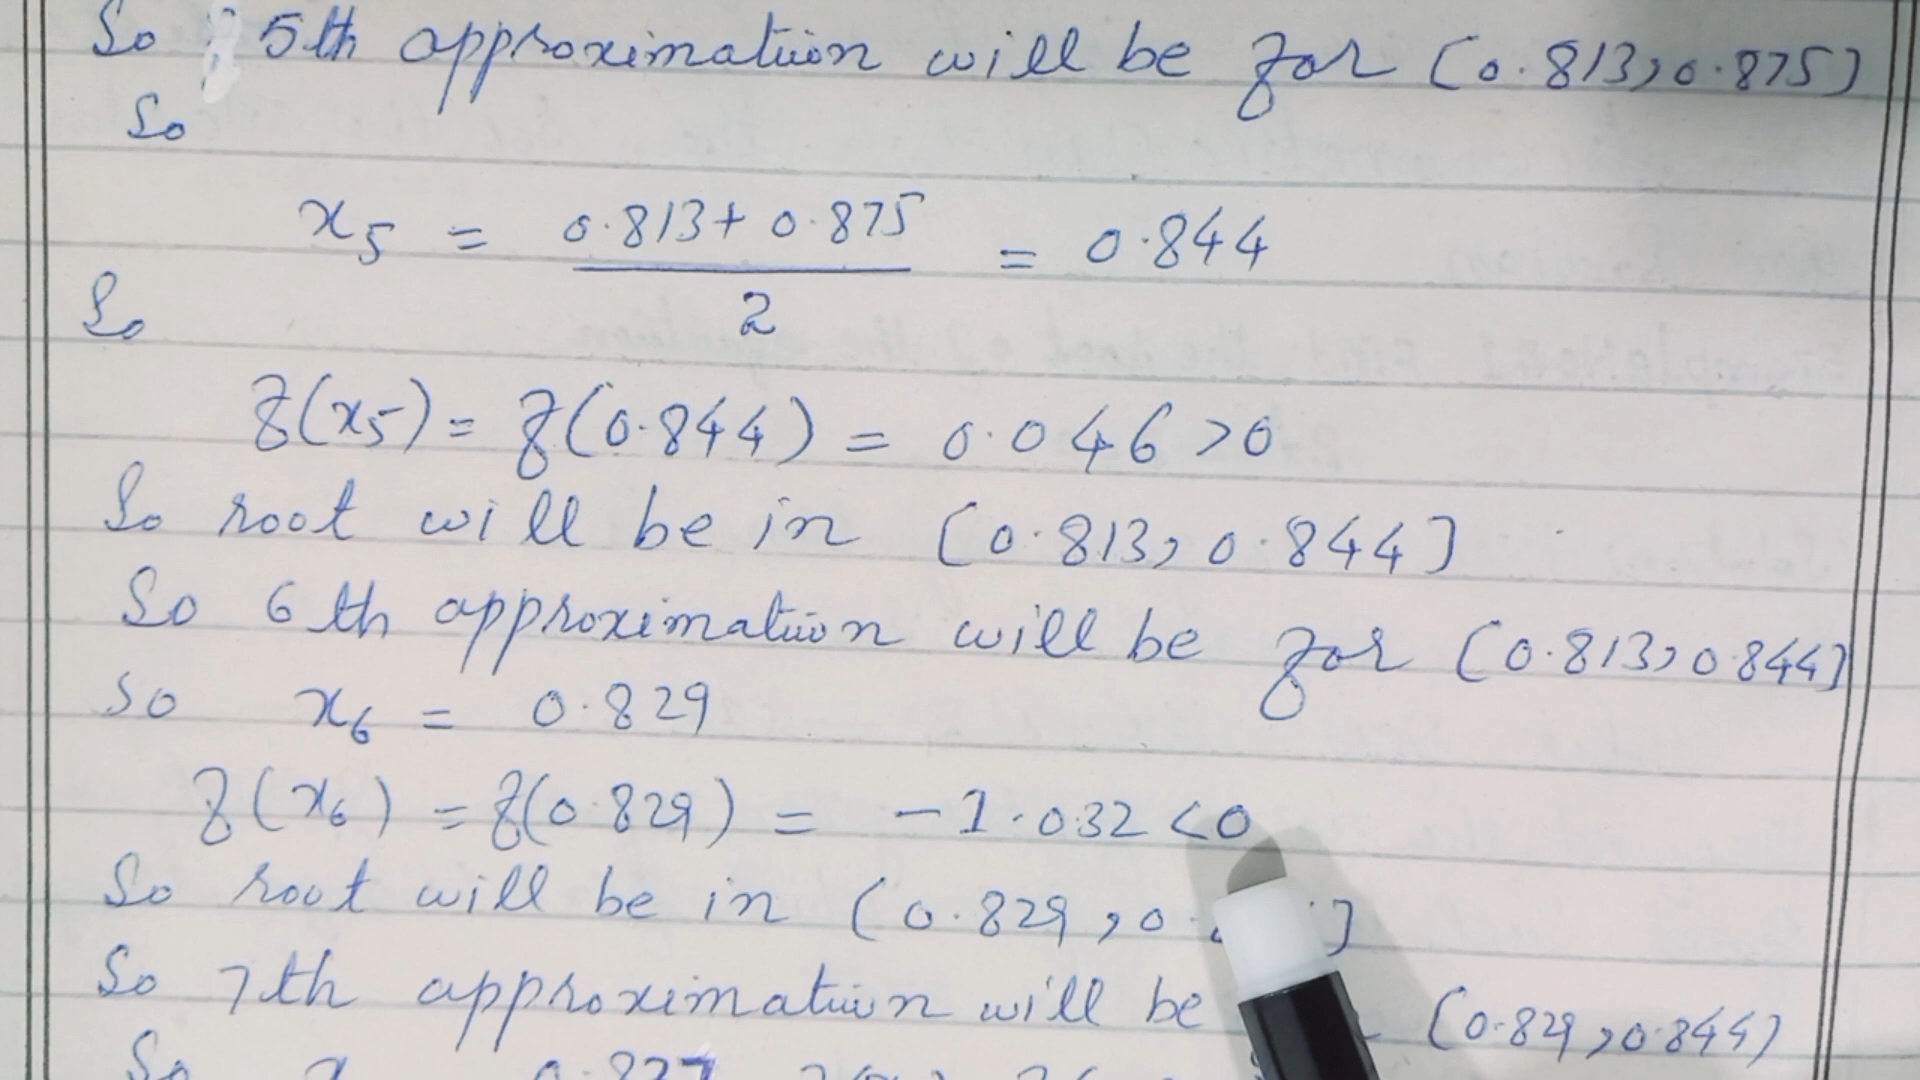 So 5th approximation will be for [0.813,0.875]
So
x5 = 0.813+0.875 / 2 = 0.844
So
f(x5) = f(0.844) = 0.046 >0
So root will be in [0.813,0.844]
So 6th approximation will be for [0.813,0.844]
So x6 = 0.829
f(x6) = f(0.829) = -1.032 <0
So root will be in [0.829,0.
So 7th approximation will be [0.829,0.844]
So